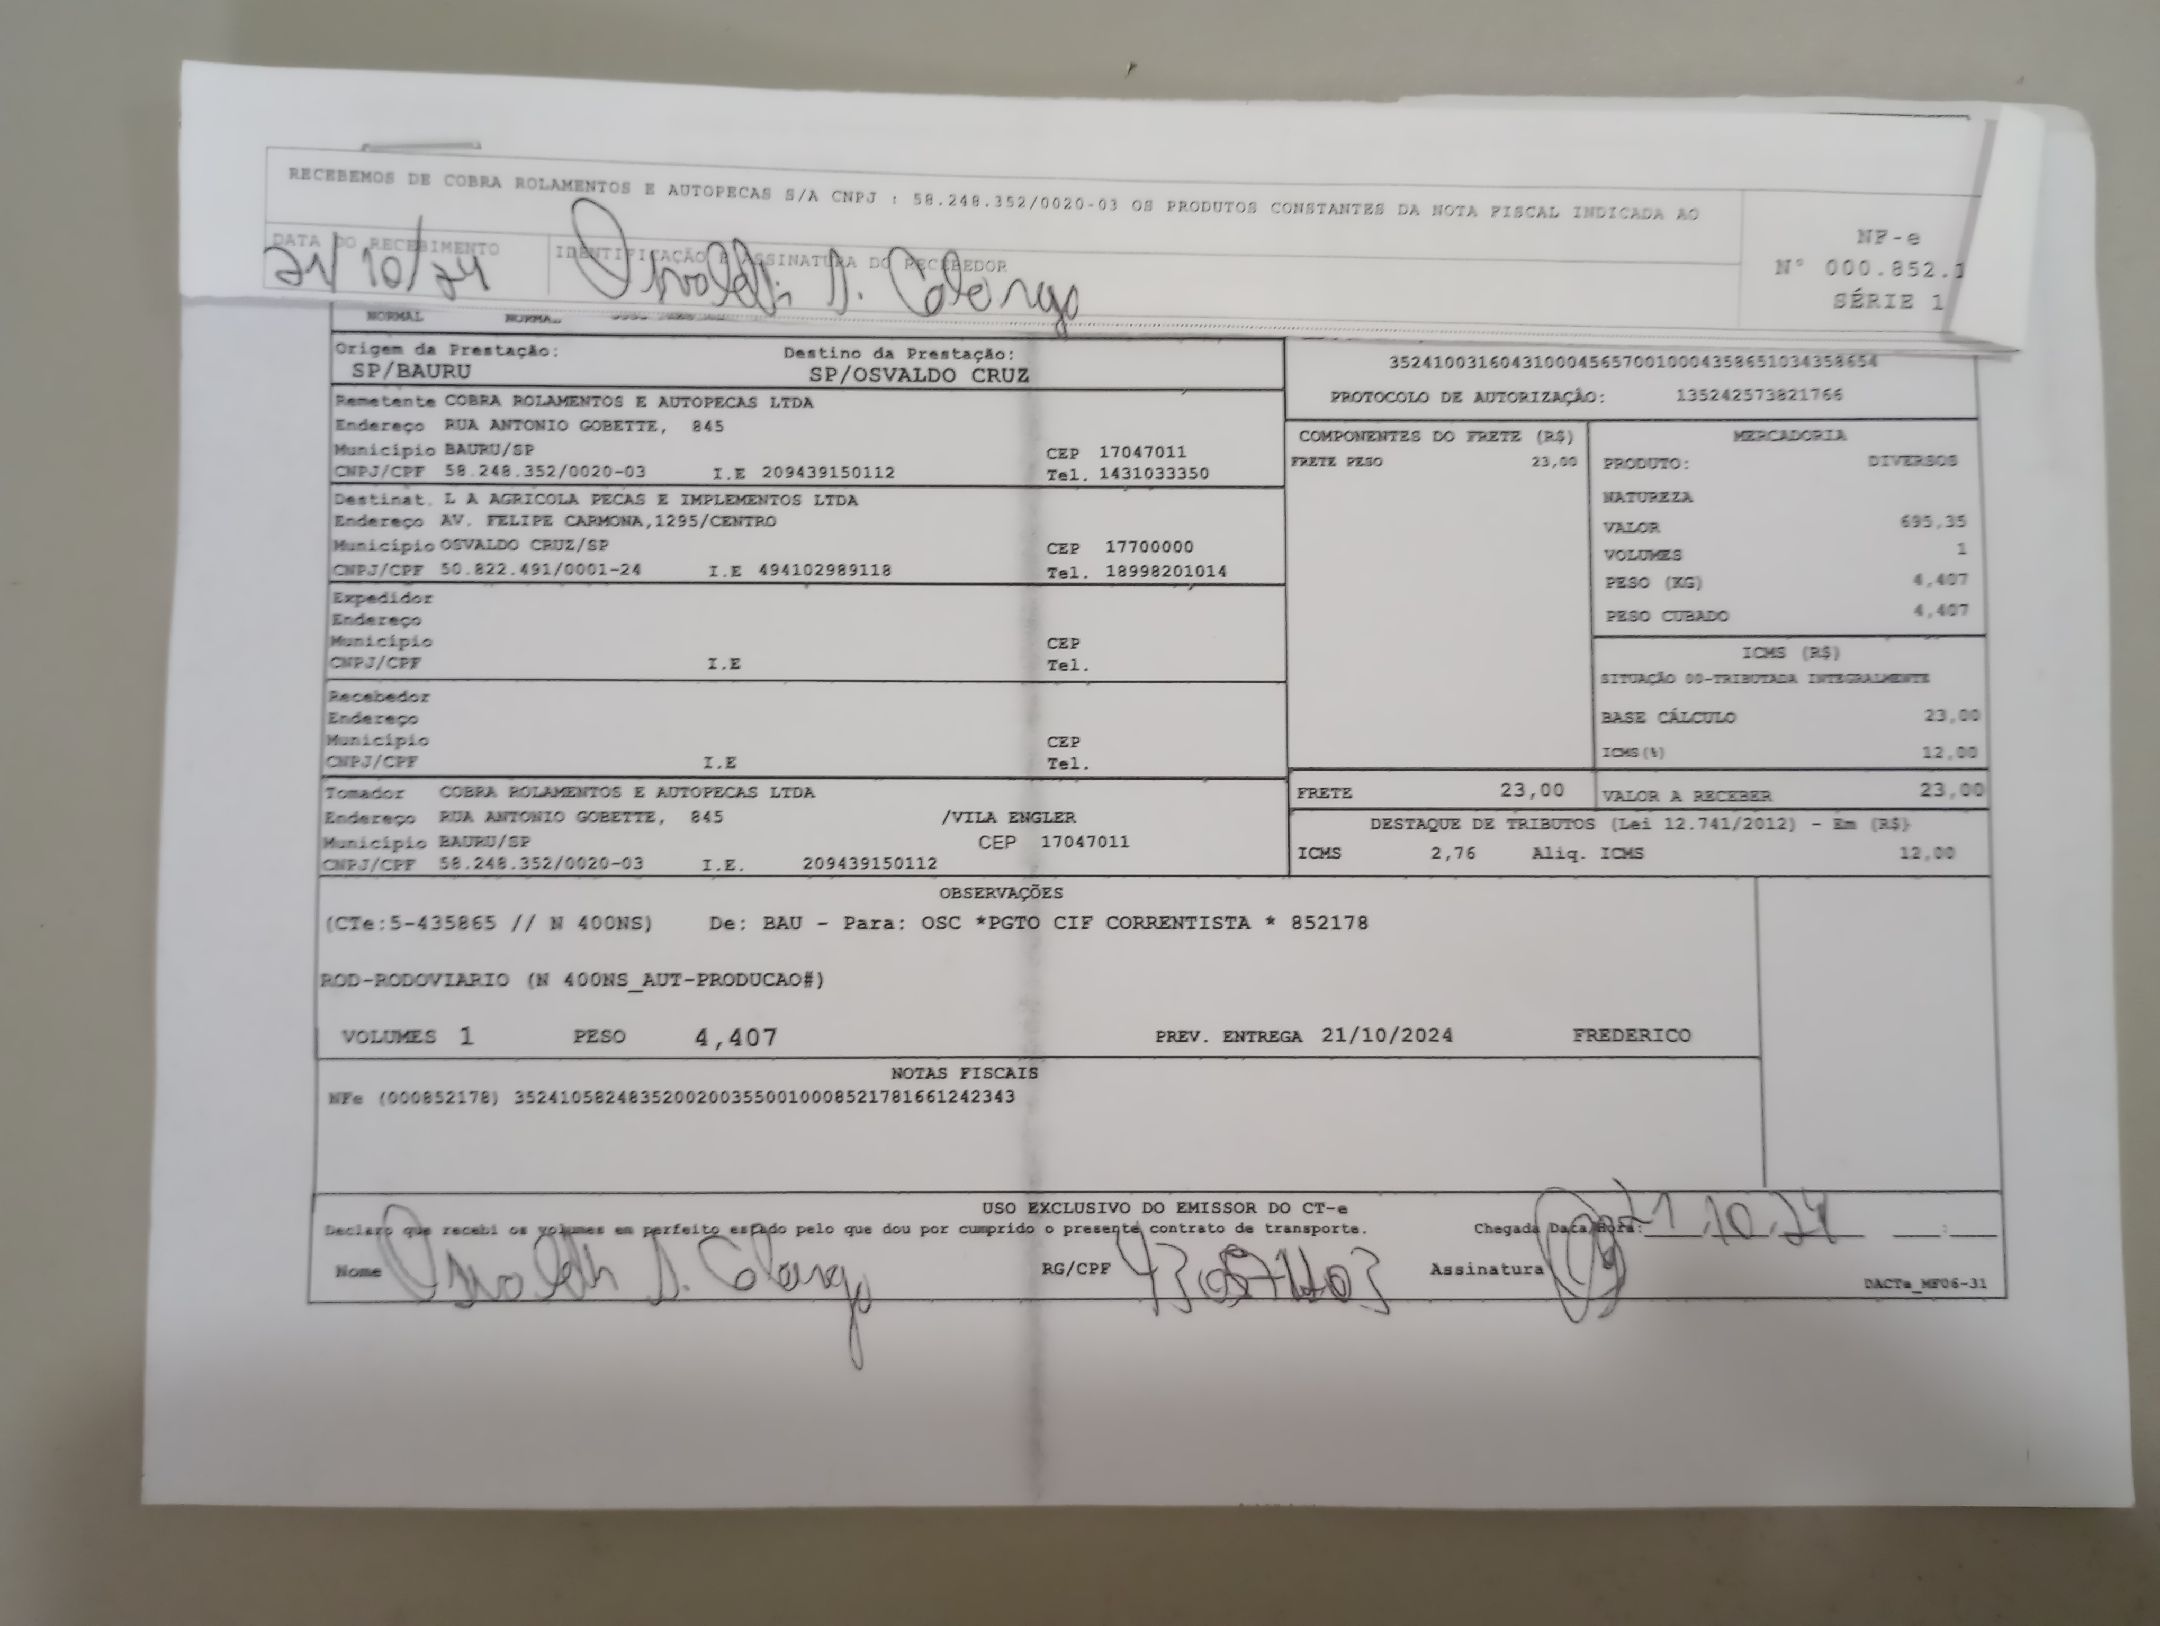 RECEBEMOS DE COBRA ROLAMENTOS E AUTOPECAS S/A CNPJ : 58.248.352/0020-03 OS PRODUTOS CONSTANTES DA NOTA FISCAL INDICADA AO
DATA DO RECEBIMENTO IDENTIFICAÇÃO E ASSINATURA DO RECEBEDOR
21/10/24
NF-e
Nº 000.852.1
SÉRIE 1
NORMAL NORMAL
Origem da Prestação: Destino da Prestação:
SP/BAURU SP/OSVALDO CRUZ
35241003160431000456570010004358651034358654
PROTOCOLO DE AUTORIZAÇÃO: 135242573821766
Remetente COBRA ROLAMENTOS E AUTOPECAS LTDA
Endereço RUA ANTONIO GOBETTE, 845
Município BAURU/SP CEP 17047011
CNPJ/CPF 58.248.352/0020-03 I.E 209439150112 Tel. 1431033350
Destinat. L A AGRICOLA PECAS E IMPLEMENTOS LTDA
Endereço AV. FELIPE CARMONA,1295/CENTRO
Município OSVALDO CRUZ/SP CEP 17700000
CNPJ/CPF 50.822.491/0001-24 I.E 494102989118 Tel. 18998201014
Expedidor
Endereço
Município CEP
CNPJ/CPF I.E Tel.
Recebedor
Endereço
Município CEP
CNPJ/CPF I.E Tel.
Tomador COBRA ROLAMENTOS E AUTOPECAS LTDA
Endereço RUA ANTONIO GOBETTE, 845 /VILA ENGLER
Município BAURU/SP CEP 17047011
CNPJ/CPF 58.248.352/0020-03 I.E. 209439150112
COMPONENTES DO FRETE (R$)
FRETE PESO 23,00
MERCADORIA
PRODUTO: DIVERSOS
NATUREZA
VALOR 695,35
VOLUMES 1
PESO (KG) 4,407
PESO CUBADO 4,407
ICMS (R$)
SITUAÇÃO 00-TRIBUTADA INTEGRALMENTE
BASE CÁLCULO 23,00
ICMS(%) 12,00
FRETE 23,00 VALOR A RECEBER 23,00
DESTAQUE DE TRIBUTOS (Lei 12.741/2012) - Em (R$)
ICMS 2,76 Aliq. ICMS 12,00
OBSERVAÇÕES
(CTe:5-435865 // N 400NS) De: BAU - Para: OSC *PGTO CIF CORRENTISTA * 852178
ROD-RODOVIARIO (N 400NS_AUT-PRODUCAO#)
VOLUMES 1 PESO 4,407 PREV. ENTREGA 21/10/2024 FREDERICO
NOTAS FISCAIS
NFe (000852178) 35241058248352002003550010008521781661242343
USO EXCLUSIVO DO EMISSOR DO CT-e
Declaro que recebi os volumes em perfeito estado pelo que dou por cumprido o presente contrato de transporte. Chegada Data/Hora: 21 10 24
Nome RG/CPF Assinatura
DACTe_MF06-31